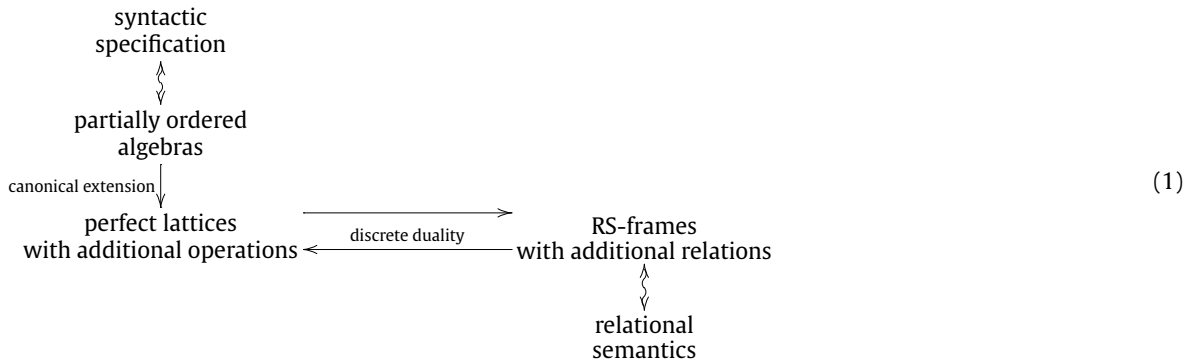 syntactic
specification
partially ordered
algebras
canonical extension
(1)
perfect lattices
with additional operations
discrete duality
RS-frames
with additional relations
relational
semantics